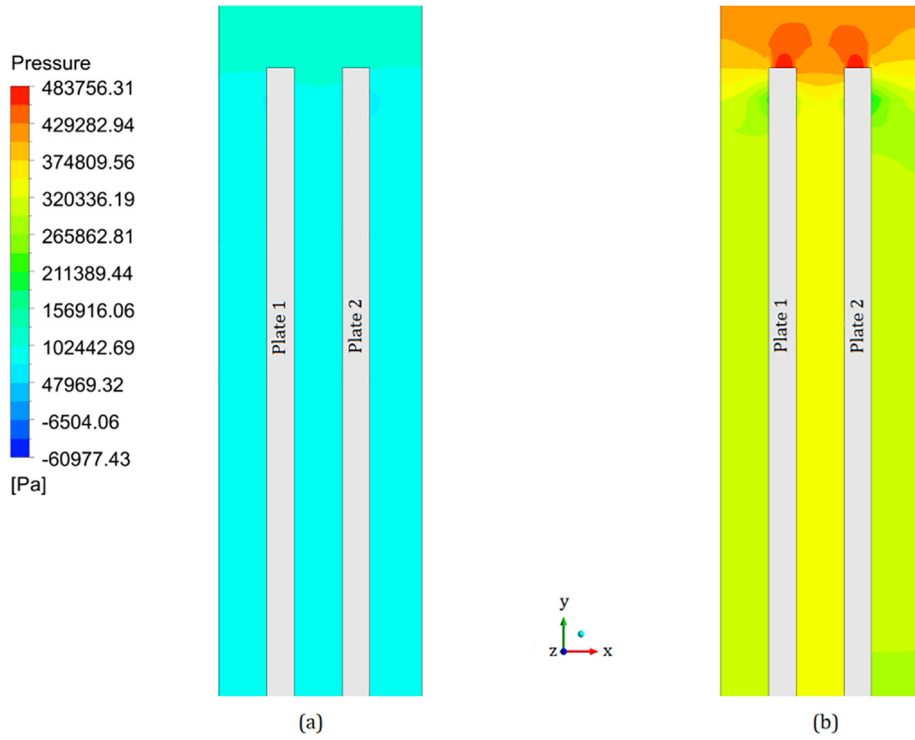 Pressure
483756.31
429282.94
374809.56
320336.19
265862.81
211389.44
156916.06
102442.69
47969.32
-6504.06
-60977.43
[Pa]
Plate 1
Plate 2
Plate 1
Plate 2
y
z
x
(a)
(b)